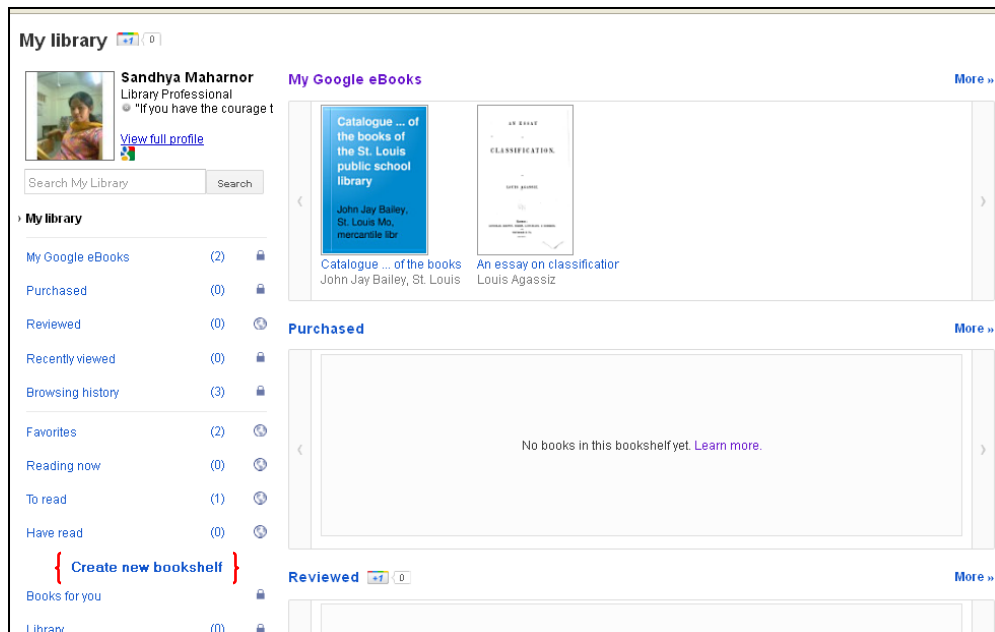 My library +1 0
Sandhya Maharnor
Library Professional
"If you have the courage t
View full profile
Search My Library Search
› My library
My Google eBooks (2)
Purchased (0)
Reviewed (0)
Recently viewed (0)
Browsing history (3)
Favorites (2)
Reading now (0)
To read (1)
Have read (0)
{ Create new bookshelf }
Books for you
Library (0)
My Google eBooks More »
Catalogue ... of
the books of
the St. Louis
public school
library
John Jay Bailey,
St. Louis Mo,
mercantile libr
AN ESSAY
CLASSIFICATION.
LOUIS AGASSIZ
Catalogue ... of the books
John Jay Bailey, St. Louis
An essay on classification
Louis Agassiz
Purchased More »
No books in this bookshelf yet. Learn more.
Reviewed +1 0 More »